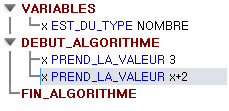 VARIABLES
x EST_DU_TYPE NOMBRE
DEBUT_ALGORITHME
x PREND_LA_VALEUR 3
x PREND_LA_VALEUR x+2
FIN_ALGORITHME